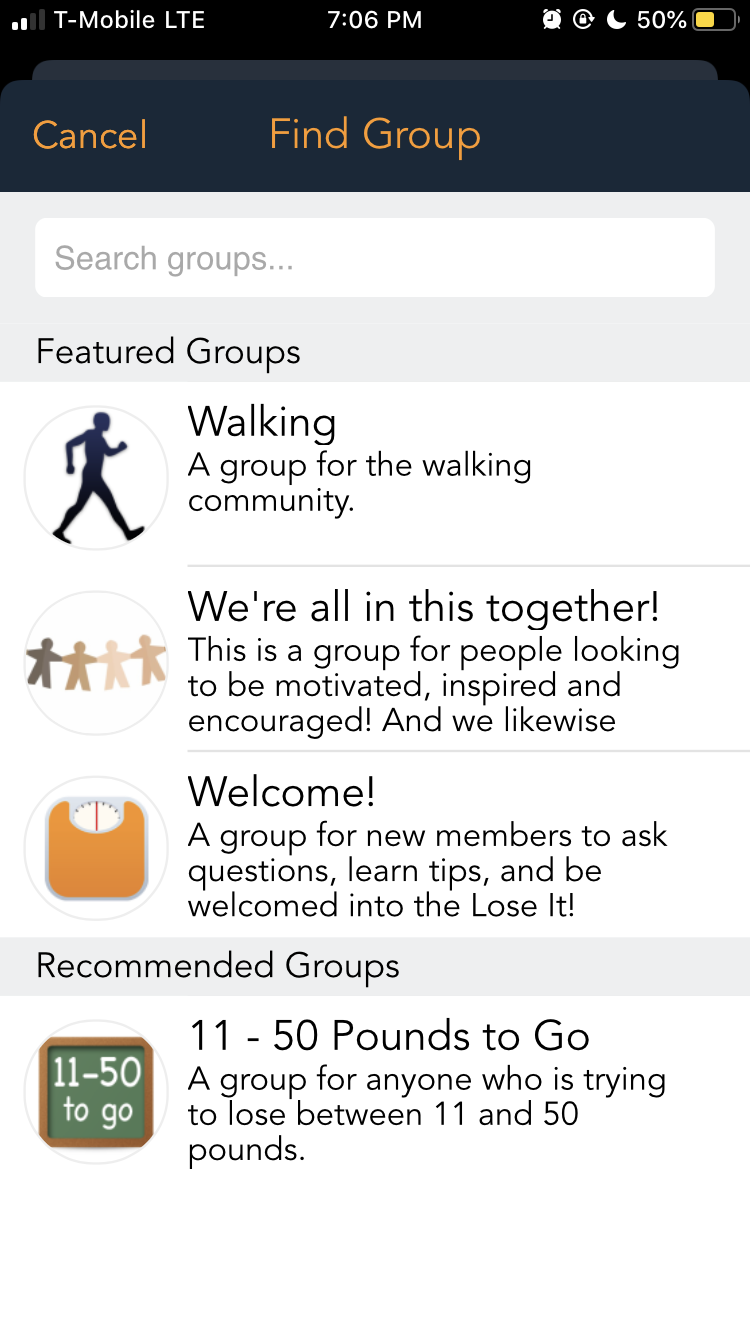 T-Mobile LTE 7:06 PM 50%
Cancel Find Group
Search groups...
Featured Groups
Walking
A group for the walking
community.
We're all in this together!
This is a group for people looking
to be motivated, inspired and
encouraged! And we likewise
Welcome!
A group for new members to ask
questions, learn tips, and be
welcomed into the Lose It!
Recommended Groups
11-50
to go
11 - 50 Pounds to Go
A group for anyone who is trying
to lose between 11 and 50
pounds.